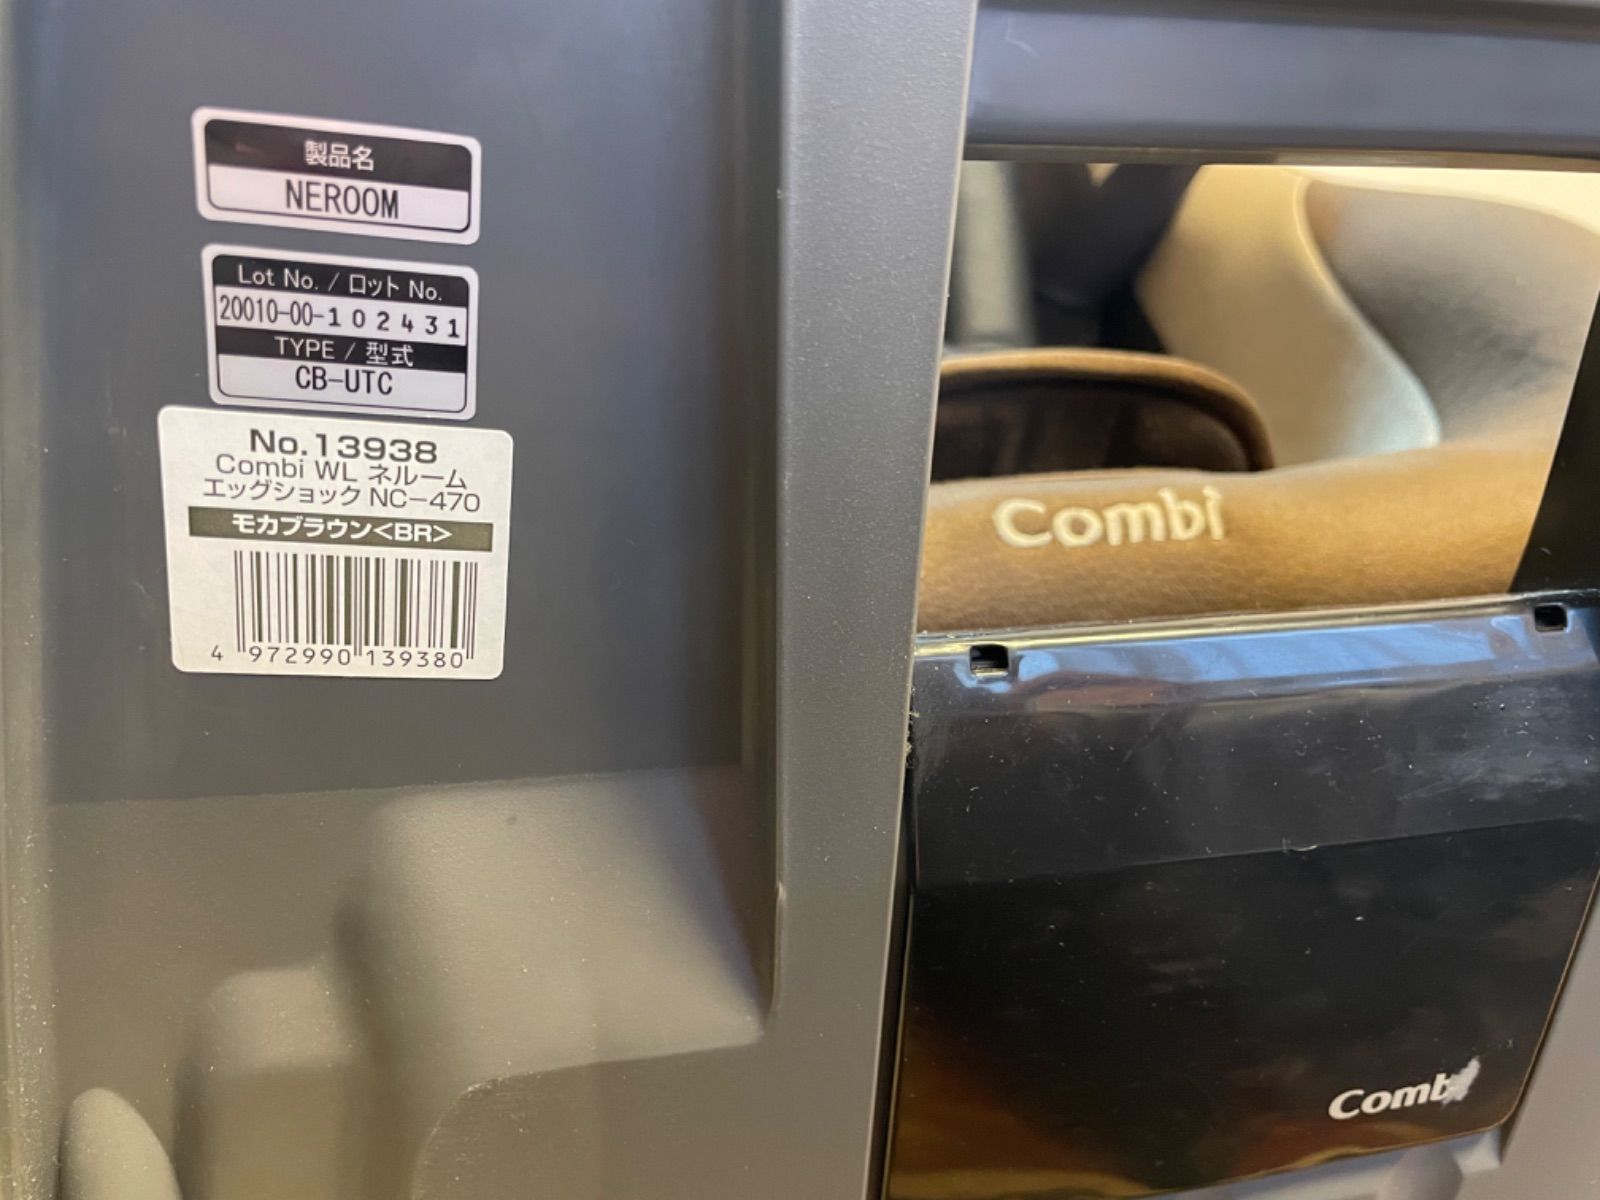 製品名
NEROOM
Lot No. / ロット No.
20010-00-102431
TYPE / 型式
CB-UTC
No.13938
Combi WL ネルーム
エッグショック NC-470
モカブラウン<BR>
4 972990 139380
Combi
Combi